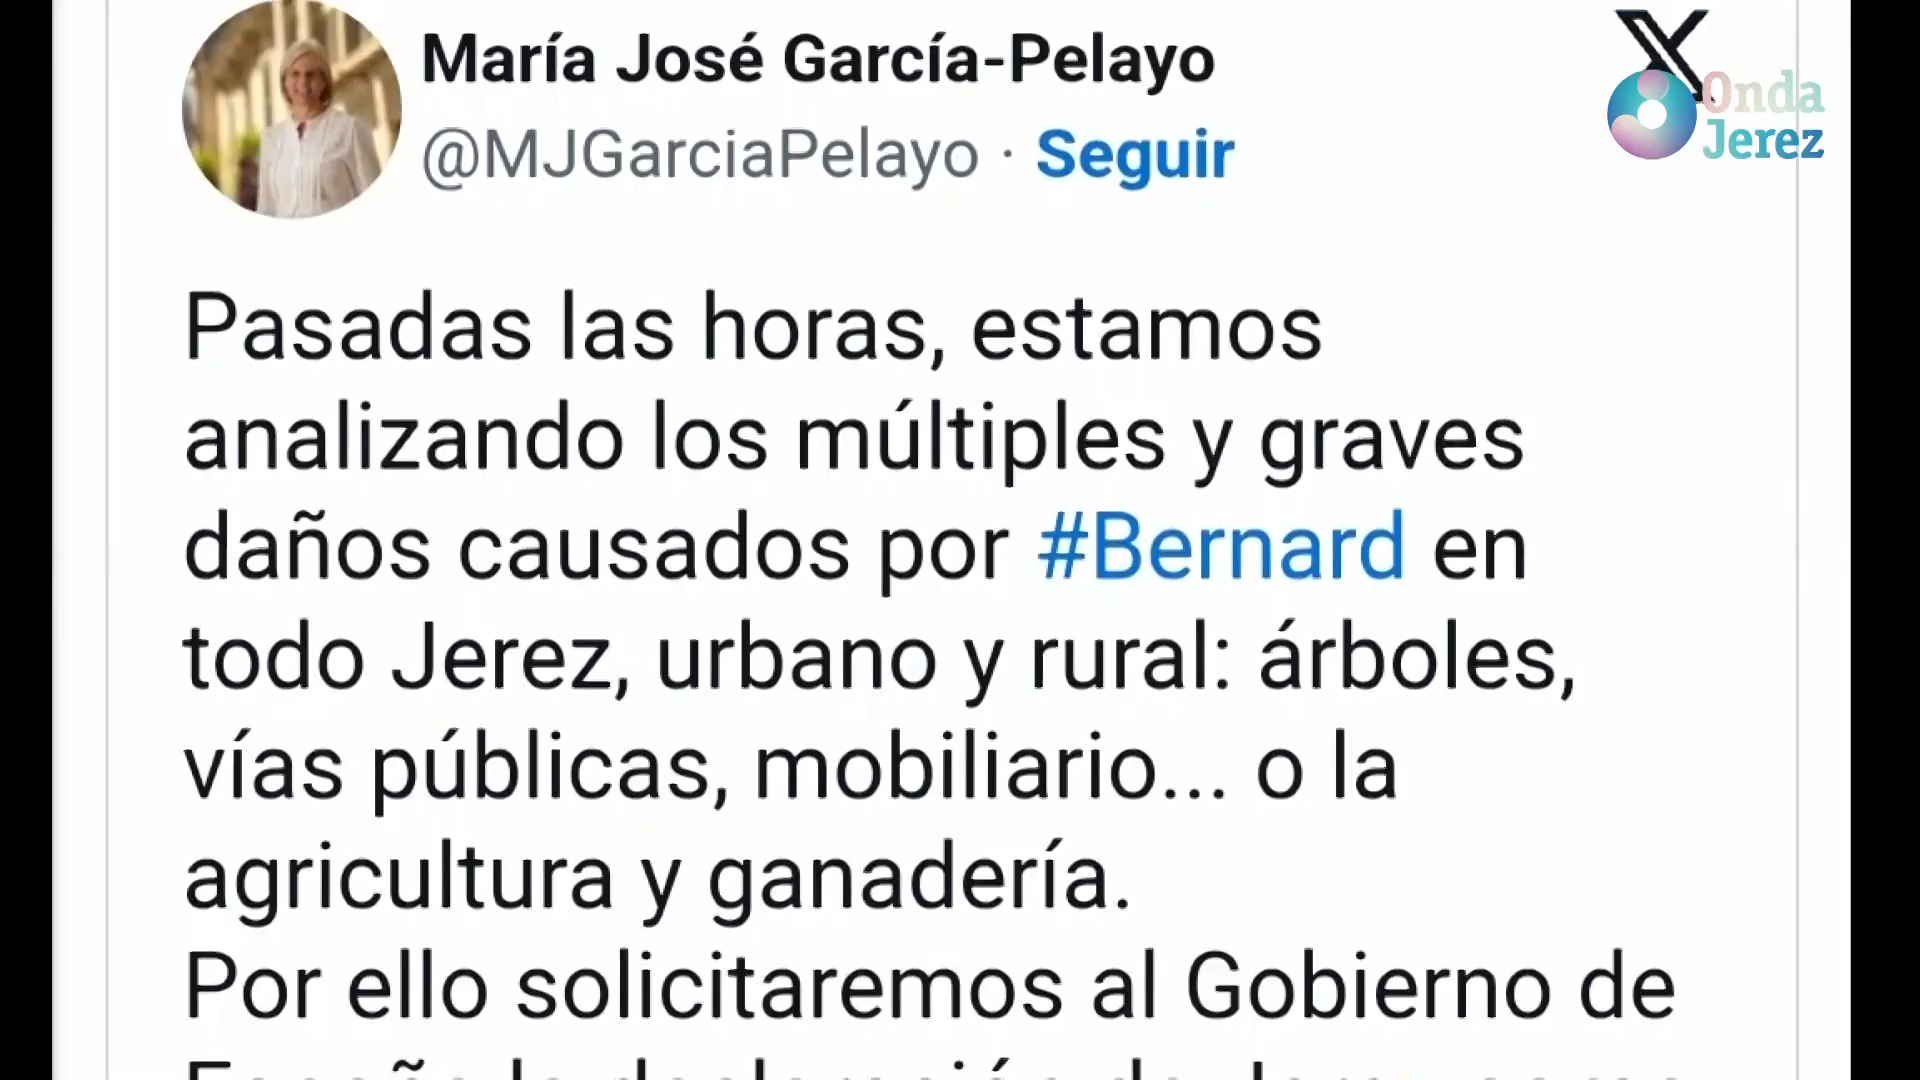 María José García-Pelayo
@MJGarciaPelayo · Seguir
Onda
Jerez
Pasadas las horas, estamos
analizando los múltiples y graves
daños causados por #Bernard en
todo Jerez, urbano y rural: árboles,
vías públicas, mobiliario... o la
agricultura y ganadería.
Por ello solicitaremos al Gobierno de